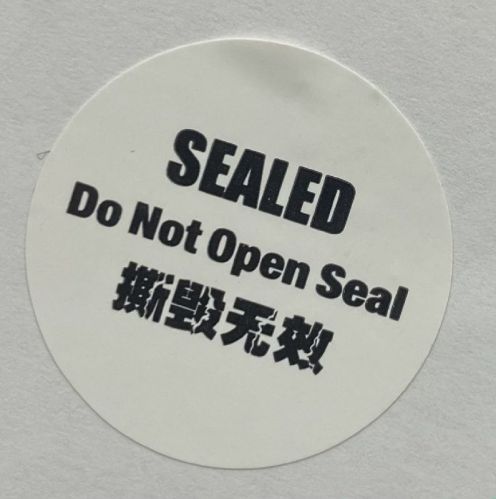 SEALED
Do Not Open Seal
撕毁无效